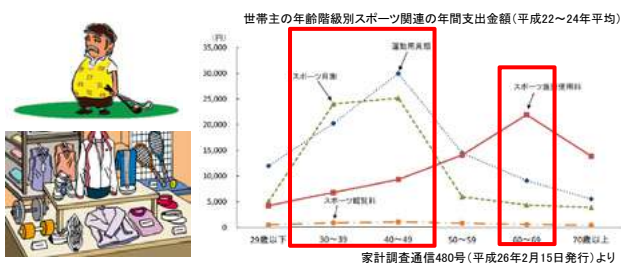 世帯主の年齢階級別スポーツ関連の年間支出金額(平成22～24年平均)
(円)
35,000
30,000
25,000
20,000
15,000
10,000
5,000
0
運動用具類
スポーツ月謝
スポーツ施設使用料
スポーツ観覧料
29歳以下
30～39
40～49
50～59
60～69
70歳以上
家計調査通信480号(平成26年2月15日発行)より